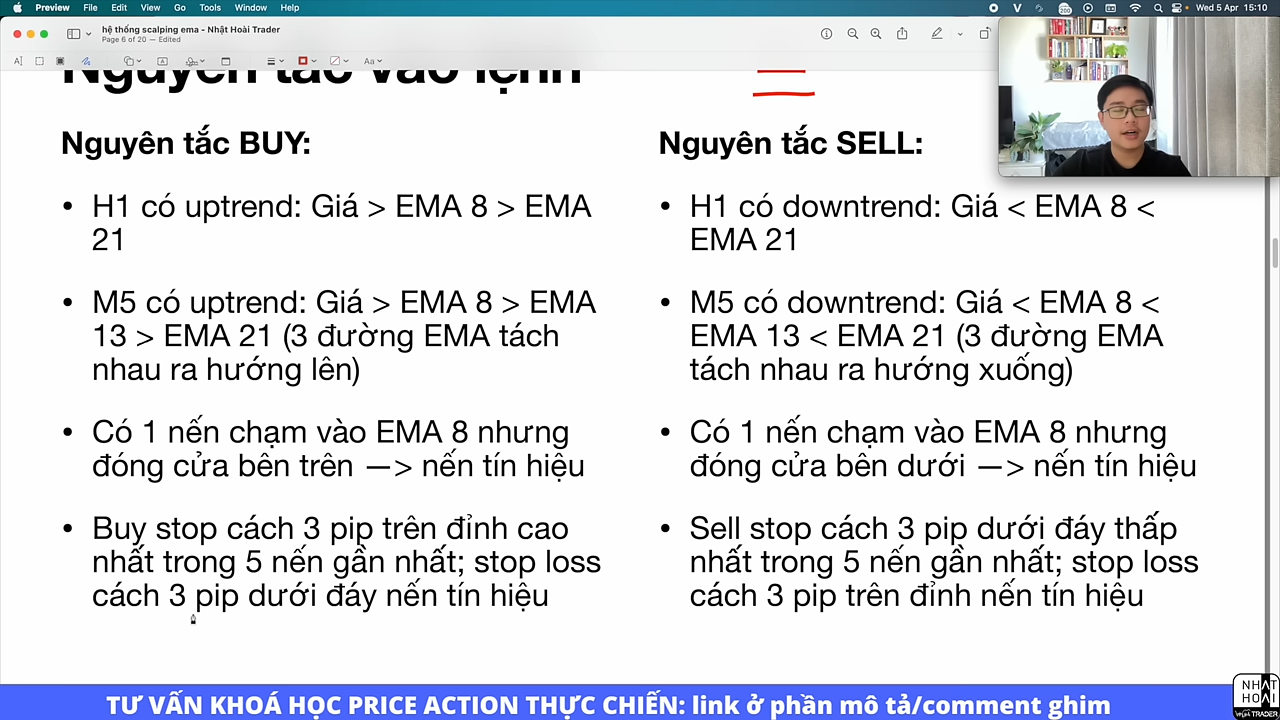 Preview File Edit View Go Tools Window Help
200
Wed 5 Apr 15:10
hệ thống scalping ema - Nhật Hoài Trader
Page 6 of 20 — Edited
Aa
Nguyên tắc vào lệnh
Nguyên tắc BUY:
• H1 có uptrend: Giá > EMA 8 > EMA
21
• M5 có uptrend: Giá > EMA 8 > EMA
13 > EMA 21 (3 đường EMA tách
nhau ra hướng lên)
• Có 1 nến chạm vào EMA 8 nhưng
đóng cửa bên trên —> nến tín hiệu
• Buy stop cách 3 pip trên đỉnh cao
nhất trong 5 nến gần nhất; stop loss
cách 3 pip dưới đáy nến tín hiệu
Nguyên tắc SELL:
• H1 có downtrend: Giá < EMA 8 <
EMA 21
• M5 có downtrend: Giá < EMA 8 <
EMA 13 < EMA 21 (3 đường EMA
tách nhau ra hướng xuống)
• Có 1 nến chạm vào EMA 8 nhưng
đóng cửa bên dưới —> nến tín hiệu
• Sell stop cách 3 pip dưới đáy thấp
nhất trong 5 nến gần nhất; stop loss
cách 3 pip trên đỉnh nến tín hiệu
TƯ VẤN KHOÁ HỌC PRICE ACTION THỰC CHIẾN: link ở phần mô tả/comment ghim
NHẬT
HOÀI
TRADER